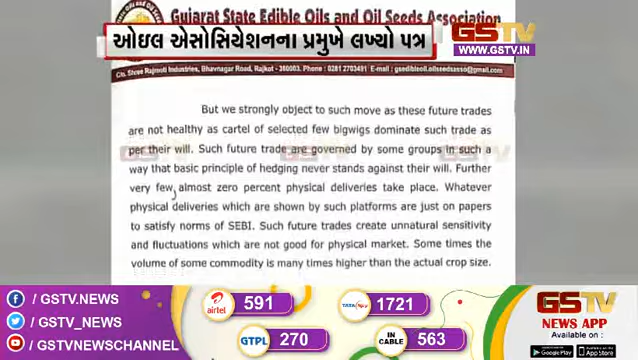 Gujarat State Edible Oils and Oil Seeds Association
ઓઇલ એસોસિયેશનના પ્રમુખે લખ્યો પત્ર
GSTV
WWW.GSTV.IN
C/o. Shree Rajmoti Industries, Bhavnagar Road, Rajkot - 360003. Phone : 0281 2703491 E-mail : gsedibleoil.oilseedsasso@gmail.com
But we strongly object to such move as these future trades
are not healthy as cartel of selected few bigwigs dominate such trade as
per their will. Such future trade are governed by some groups in such a
way that basic principle of hedging never stands against their will. Further
very few, almost zero percent physical deliveries take place. Whatever
physical deliveries which are shown by such platforms are just on papers
to satisfy norms of SEBI. Such future trades create unnatural sensitivity
and fluctuations which are not good for physical market. Some times the
volume of some commodity is many times higher than the actual crop size.
/ GSTV.NEWS
/ GSTV_NEWS
/ GSTVNEWSCHANNEL
airtel 591
TATA Sky 1721
GTPL 270
IN CABLE 563
GSTV
NEWS APP
Available on :
Google Play
App Store